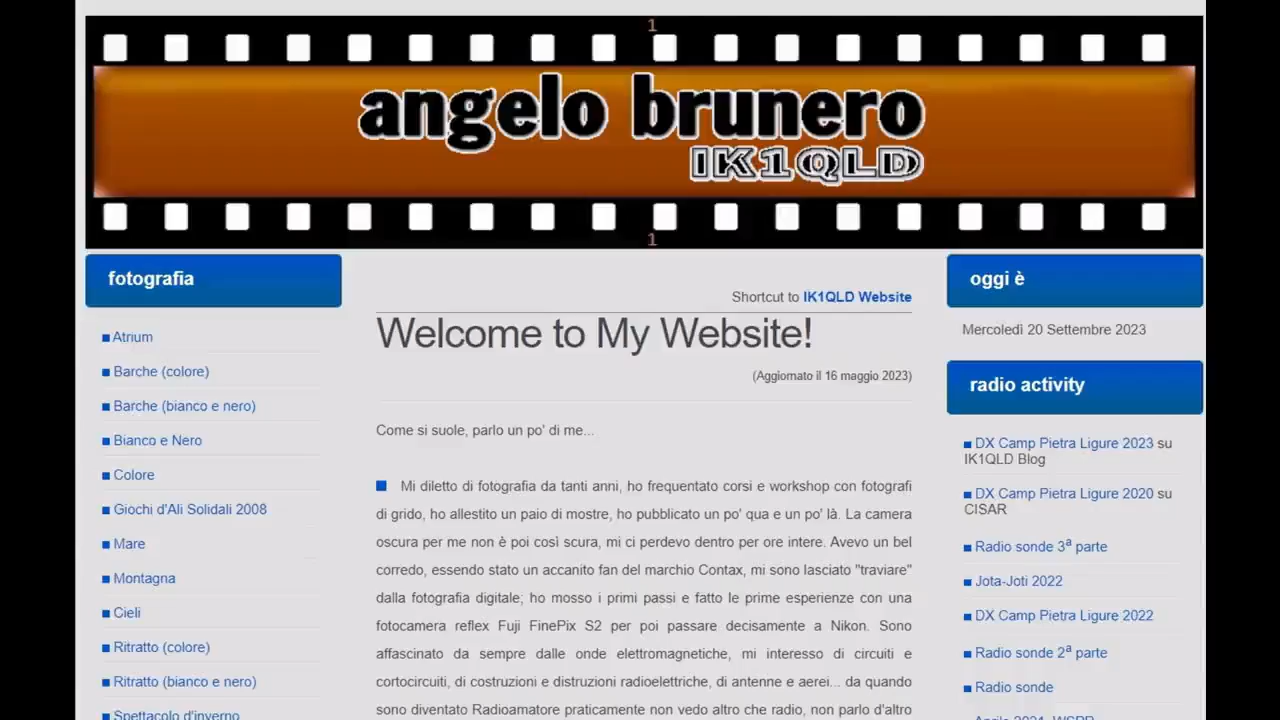 1
angelo brunero
IK1QLD
1
fotografia
Atrium
Barche (colore)
Barche (bianco e nero)
Bianco e Nero
Colore
Giochi d'Ali Solidali 2008
Mare
Montagna
Cieli
Ritratto (colore)
Ritratto (bianco e nero)
Spettacolo d'inverno
Shortcut to IK1QLD Website
Welcome to My Website!
(Aggiornato il 16 maggio 2023)
Come si suole, parlo un po' di me...
Mi diletto di fotografia da tanti anni, ho frequentato corsi e workshop con fotografi
di grido, ho allestito un paio di mostre, ho pubblicato un po' qua e un po' là. La camera
oscura per me non è poi così scura, mi ci perdevo dentro per ore intere. Avevo un bel
corredo, essendo stato un accanito fan del marchio Contax, mi sono lasciato "traviare"
dalla fotografia digitale; ho mosso i primi passi e fatto le prime esperienze con una
fotocamera reflex Fuji FinePix S2 per poi passare decisamente a Nikon. Sono
affascinato da sempre dalle onde elettromagnetiche, mi interesso di circuiti e
cortocircuiti, di costruzioni e distruzioni radioelettriche, di antenne e aerei... da quando
sono diventato Radioamatore praticamente non vedo altro che radio, non parlo d'altro
oggi è
Mercoledì 20 Settembre 2023
radio activity
DX Camp Pietra Ligure 2023 su
IK1QLD Blog
DX Camp Pietra Ligure 2020 su
CISAR
Radio sonde 3ª parte
Jota-Joti 2022
DX Camp Pietra Ligure 2022
Radio sonde 2ª parte
Radio sonde
Aprile 2021, WSPR